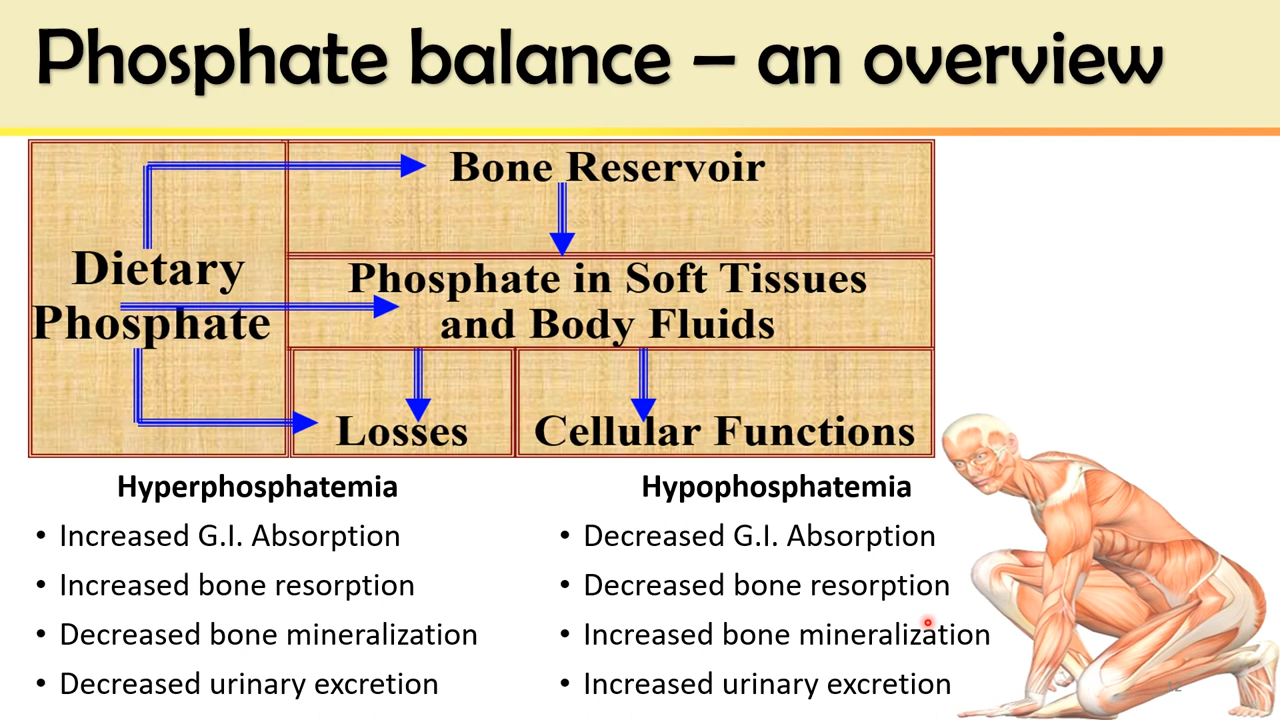 Phosphate balance – an overview
Bone Reservoir
Dietary
Phosphate
Phosphate in Soft Tissues
and Body Fluids
Losses
Cellular Functions
Hyperphosphatemia
• Increased G.I. Absorption
• Increased bone resorption
• Decreased bone mineralization
• Decreased urinary excretion
Hypophosphatemia
• Decreased G.I. Absorption
• Decreased bone resorption
• Increased bone mineralization
• Increased urinary excretion